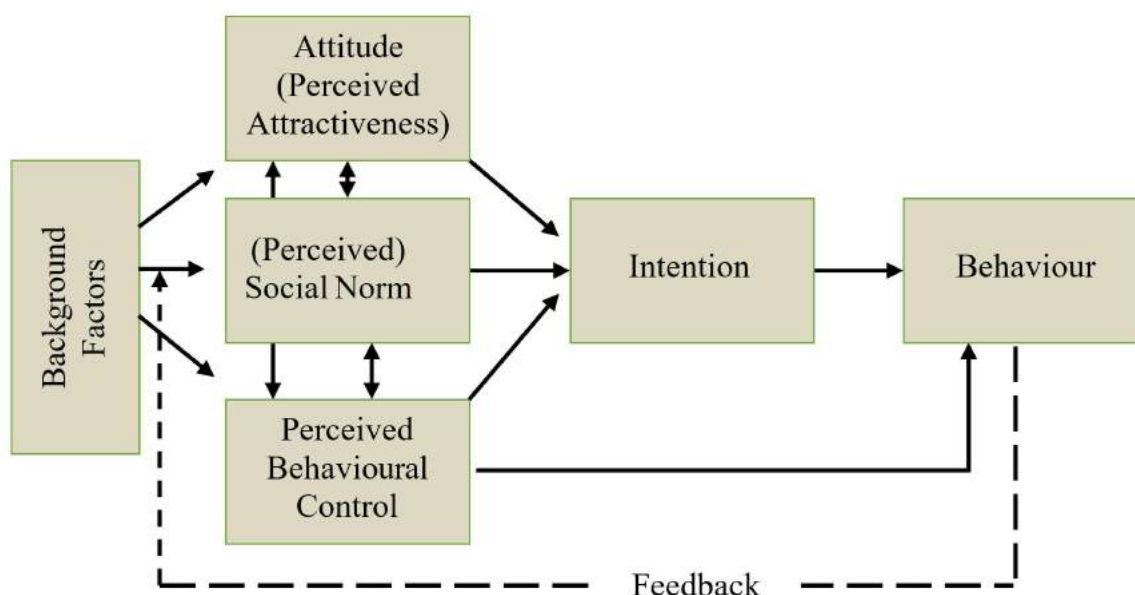 Background
Factors
Attitude
(Perceived
Attractiveness)
(Perceived)
Social Norm
Perceived
Behavioural
Control
Intention
Behaviour
Feedback